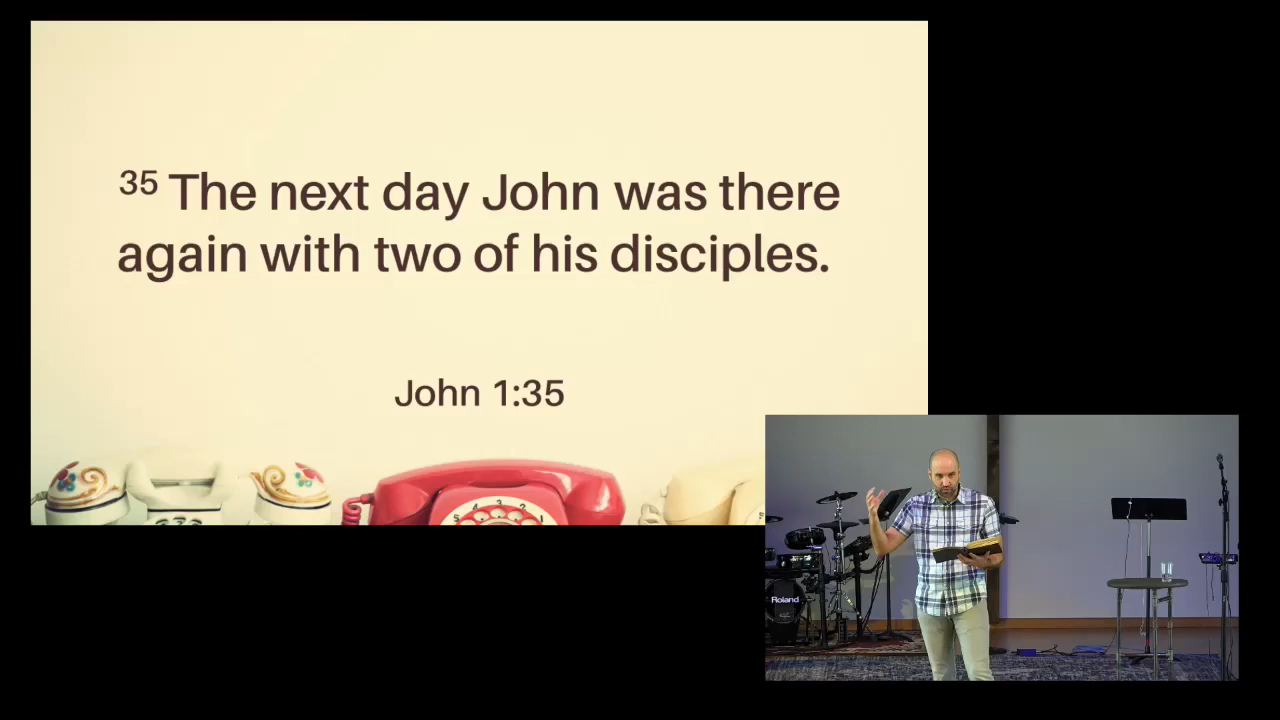 35 The next day John was there
again with two of his disciples.
John 1:35
Roland